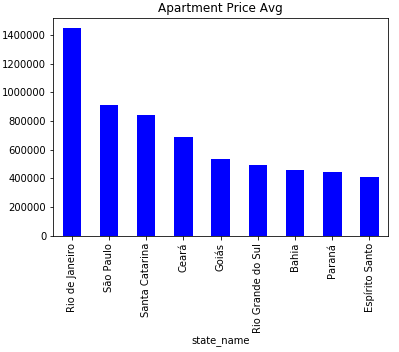 Apartment Price Avg
1400000
1200000
1000000
800000
600000
400000
200000
0
Rio de Janeiro
São Paulo
Santa Catarina
Ceará
Goiás
Rio Grande do Sul
Bahia
Paraná
Espírito Santo
state_name